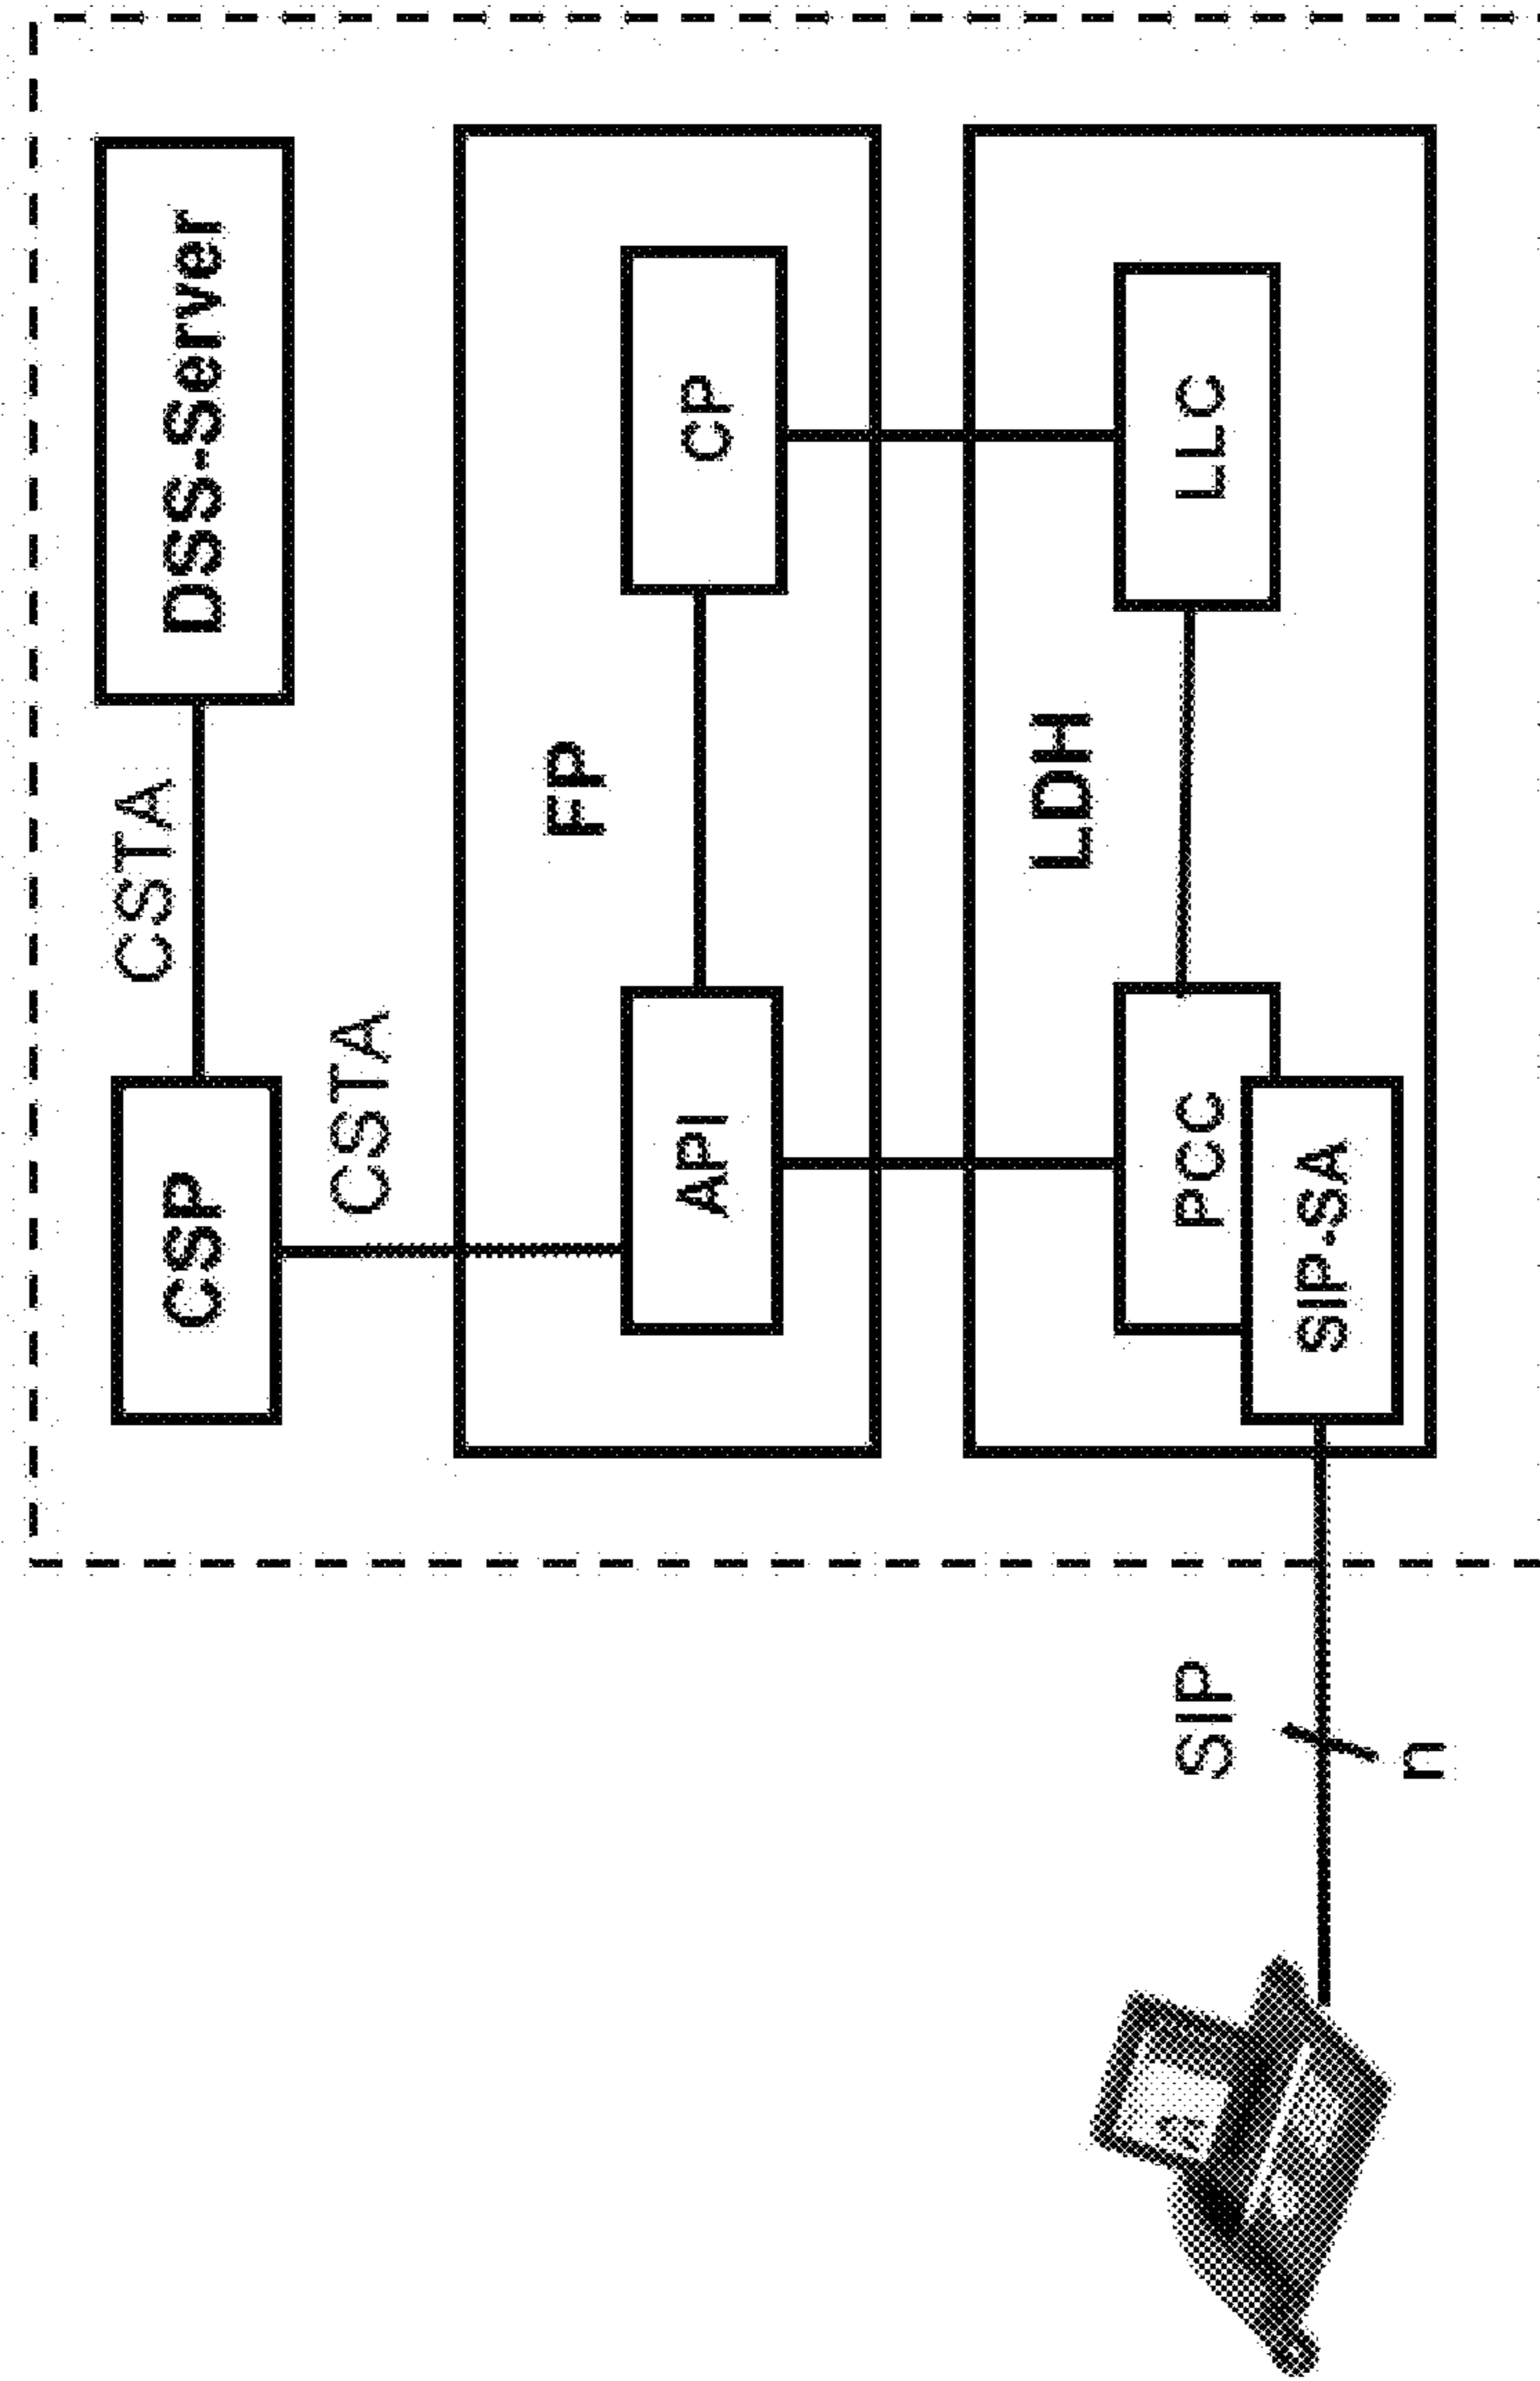 CSP
CSTA
DSS-Server
CSTA
FP
API
CP
LDH
PCC
LLC
SIP-SA
SIP
n